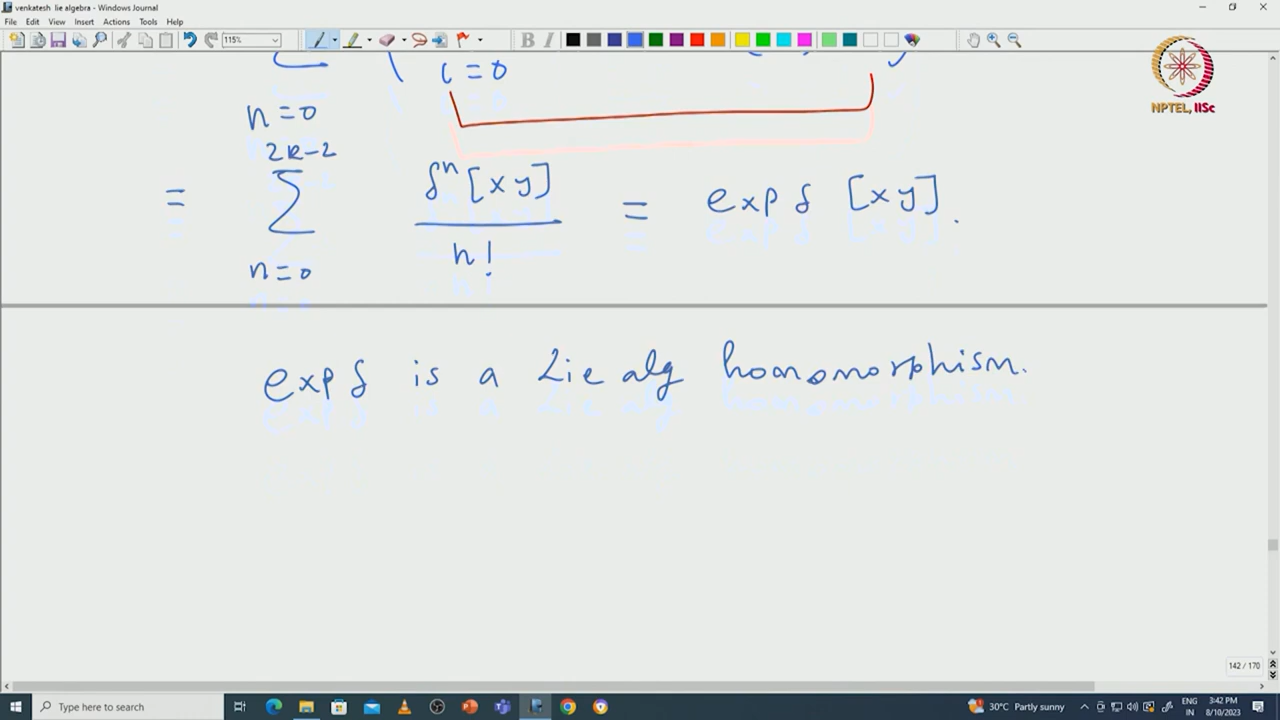 venkatesh lie algebra - Windows Journal
File Edit View Insert Actions Tools Help
115%
B I
NPTEL, IISc
i = 0
n = 0
= 2k-2 ∑ n = 0 δⁿ [x y] / n! = exp δ [x y].
exp δ is a Lie alg homomorphism.
142 / 170
Type here to search
30°C Partly sunny
ENG IN
3:42 PM
8/10/2023